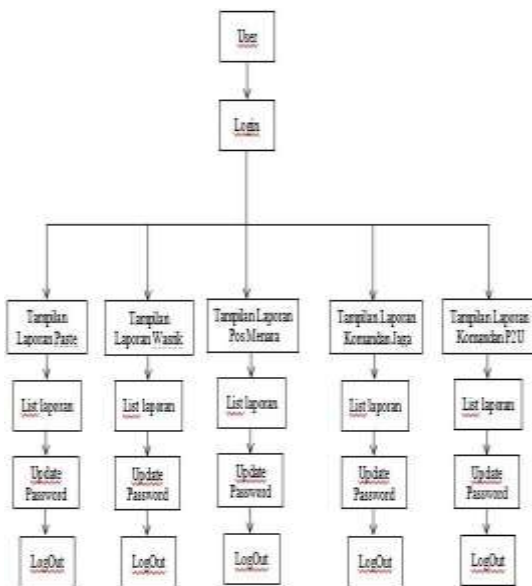 User
Login
Tampilan
Laporan Paste
Tampilan
Laporan Wasrik
Tampilan Laporan
Pos Menara
Tampilan Laporan
Komandan Jaga
Tampilan Laporan
Komandan P2U
List laporan
List laporan
List laporan
List laporan
List laporan
Update
Password
Update
Password
Update
Password
Update
Password
Update
Password
LogOut
LogOut
LogOut
LogOut
LogOut